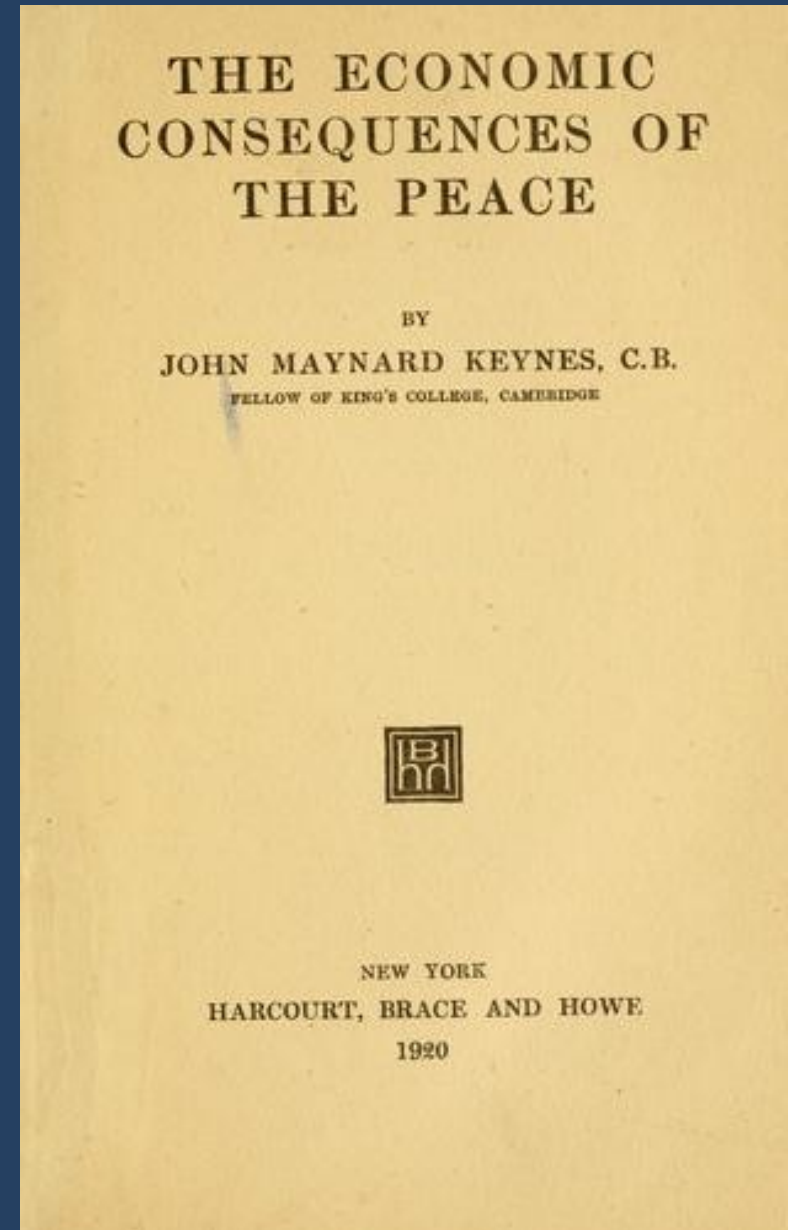 THE ECONOMIC
CONSEQUENCES OF
THE PEACE
BY
JOHN MAYNARD KEYNES, C.B.
FELLOW OF KING'S COLLEGE, CAMBRIDGE
HBH
NEW YORK
HARCOURT, BRACE AND HOWE
1920